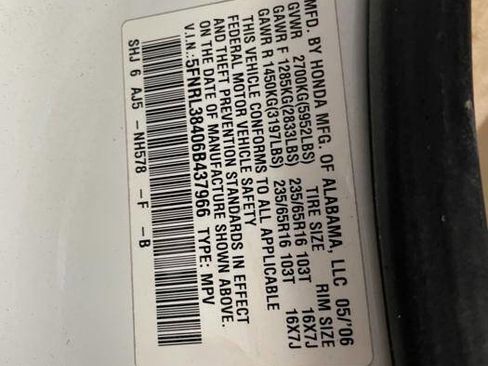 MFD. BY HONDA MFG. OF ALABAMA, LLC 05/'06
GVWR 2700KG(5952LBS) TIRE SIZE RIM SIZE
GAWR F 1285KG(2833LBS) 235/65R16 103T 16X7J
GAWR R 1450KG(3197LBS) 235/65R16 103T 16X7J
THIS VEHICLE CONFORMS TO ALL APPLICABLE
FEDERAL MOTOR VEHICLE SAFETY
AND THEFT PREVENTION STANDARDS IN EFFECT
ON THE DATE OF MANUFACTURE SHOWN ABOVE.
V.I.N.:5FNRL38406B437966 TYPE: MPV
SHJ 6 AJ5 -NH578 -F -B